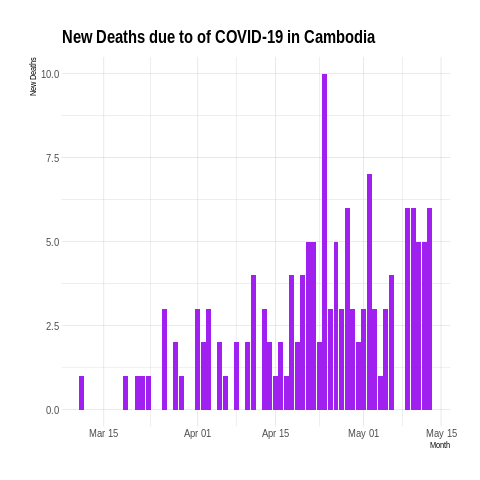 New Deaths due to of COVID-19 in Cambodia
New Deaths
10.0
7.5
5.0
2.5
0.0
Mar 15 Apr 01 Apr 15 May 01 May 15
Month